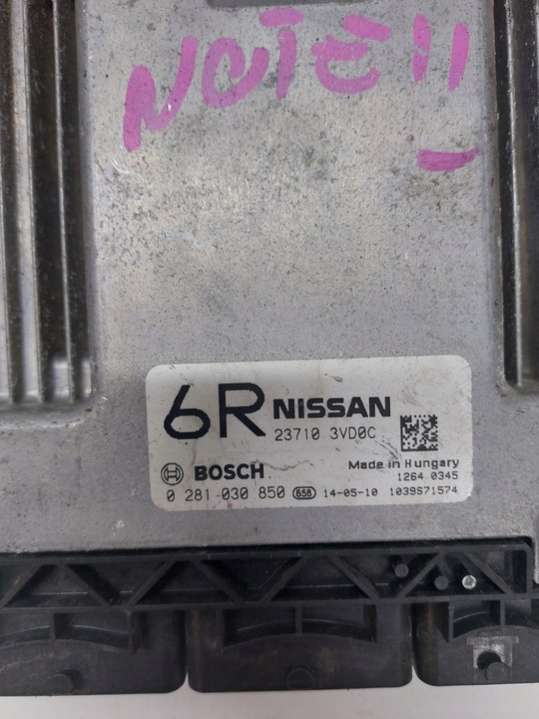 NOTE II
6R NISSAN
23710 3VD0C
BOSCH Made in Hungary
1264 0345
0 281 030 850 658 14-05-10 1039S71574